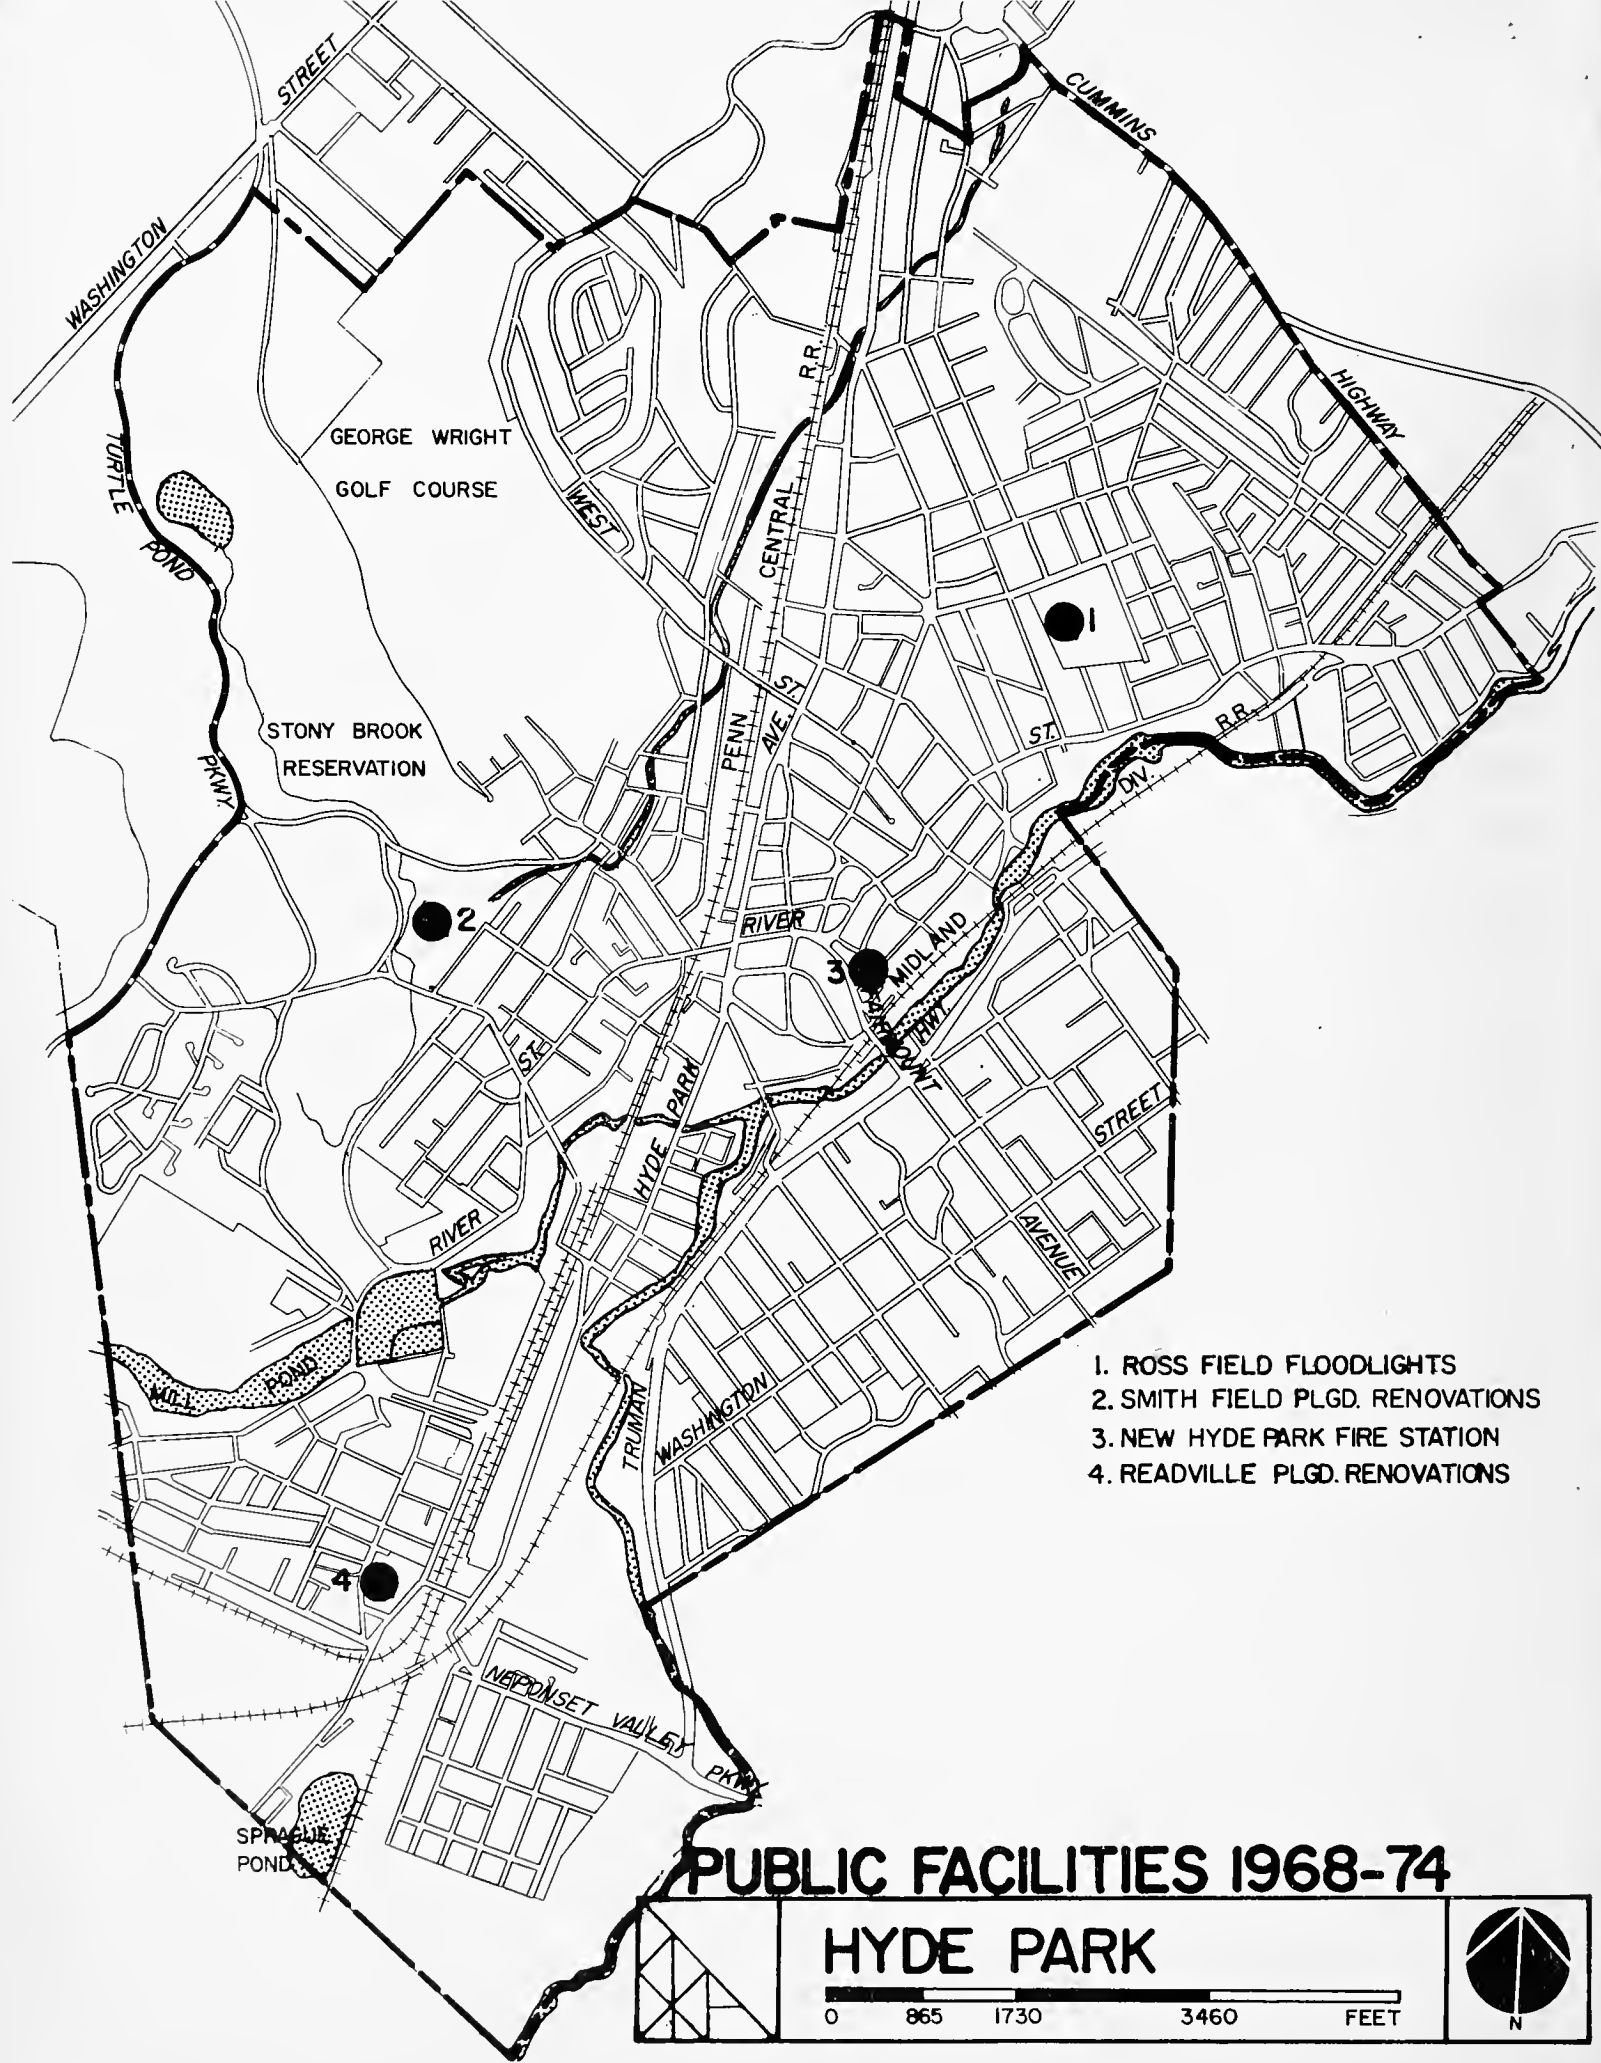 STREET
CUMMINS
WASHINGTON
R.R.
HIGHWAY
TURTLE
GEORGE WRIGHT
GOLF COURSE
WEST
CENTRAL
POND
1
ST.
STONY BROOK
RESERVATION
PENN
AVE.
ST.
R.R.
PKWY
DIV.
2
RIVER
3
MIDLAND
FAIRMOUNT
HWY.
ST.
PARK
STREET
HYDE
RIVER
AVENUE
MILL POND
TRUMAN
WASHINGTON
1. ROSS FIELD FLOODLIGHTS
2. SMITH FIELD PLGD. RENOVATIONS
3. NEW HYDE PARK FIRE STATION
4. READVILLE PLGD. RENOVATIONS
4
NEPONSET VALLEY PKWY
SPRAGUE
POND
PUBLIC FACILITIES 1968-74
HYDE PARK
0 865 1730 3460 FEET
N